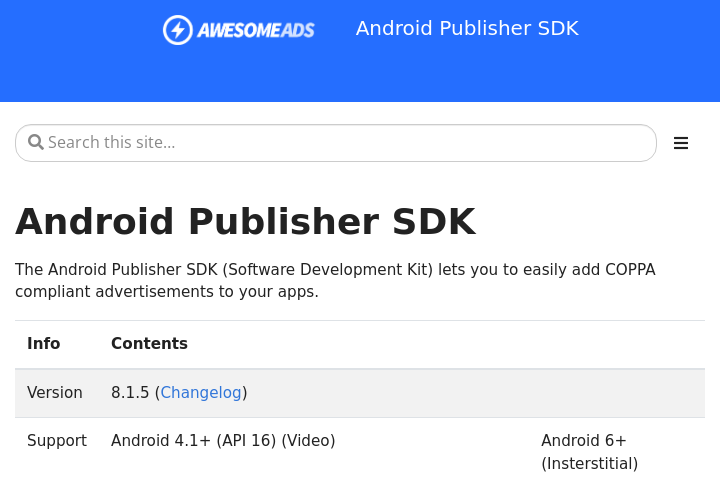 AWESOMEADS
Android Publisher SDK
Search this site…
Android Publisher SDK
The Android Publisher SDK (Software Development Kit) lets you to easily add COPPA
compliant advertisements to your apps.
Info Contents
Version 8.1.5 (Changelog)
Support Android 4.1+ (API 16) (Video) Android 6+
(Insterstitial)